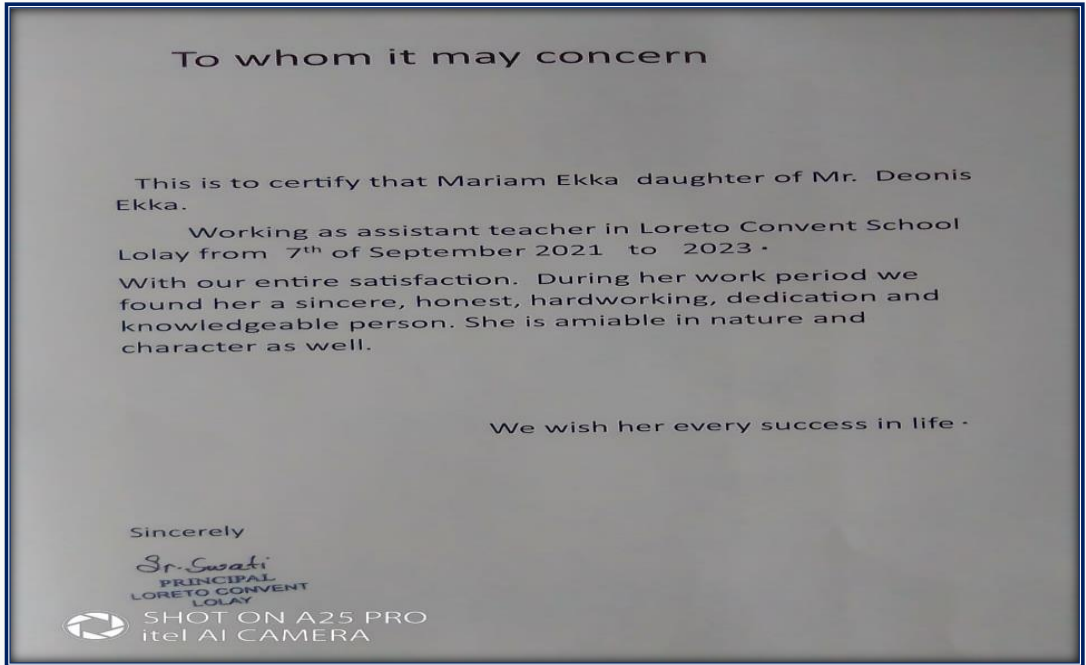 To whom it may concern
This is to certify that Mariam Ekka daughter of Mr. Deonis
Ekka.
Working as assistant teacher in Loreto Convent School
Lolay from 7th of September 2021 to 2023.
With our entire satisfaction. During her work period we
found her a sincere, honest, hardworking, dedication and
knowledgeable person. She is amiable in nature and
character as well.
We wish her every success in life.
Sincerely
Sr. Swati
PRINCIPAL
LORETO CONVENT
LOLAY
SHOT ON A25 PRO
itel AI CAMERA